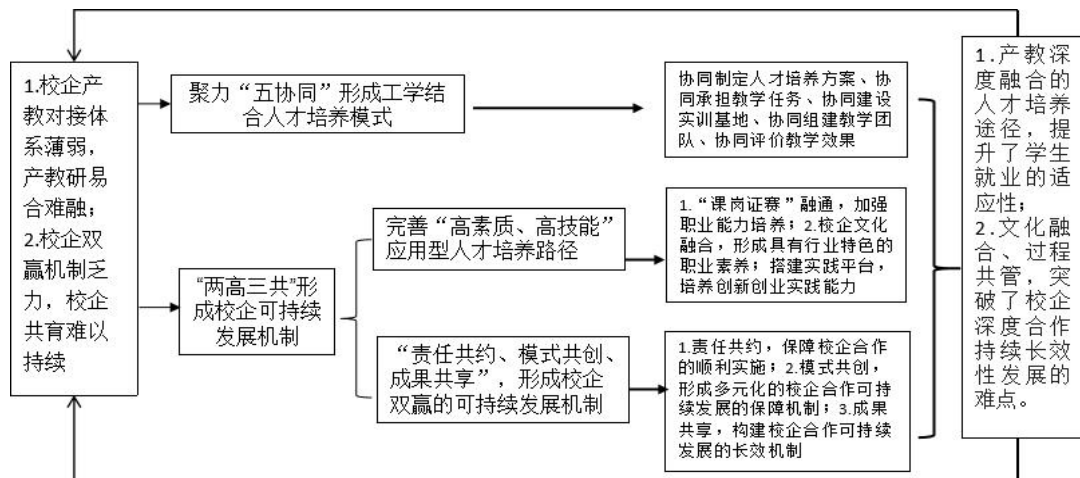 1.校企产
教对接体
系薄弱，
产教研易
合难融；
2.校企双
赢机制乏
力，校企
共育难以
持续
聚力“五协同”形成工学结
合人才培养模式
协同制定人才培养方案、协
同承担教学任务、协同建设
实训基地、协同组建教学团
队、协同评价教学效果
“两高三共”形
成校企可持续
发展机制
完善“高素质、高技能”
应用型人才培养路径
1.“课岗证赛”融通，加强
职业能力培养；2.校企文化
融合，形成具有行业特色的
职业素养；搭建实践平台，
培养创新创业实践能力
“责任共约、模式共创、
成果共享”，形成校企
双赢的可持续发展机制
1.责任共约，保障校企合作
的顺利实施；2.模式共创，
形成多元化的校企合作可持
续发展的保障机制；3.成果
共享，构建校企合作可持续
发展的长效机制
1.产教深
度融合的
人才培养
途径，提
升了学生
就业的适
应性；
2.文化融
合、过程
共管，突
破了校企
深度合作
持续长效
性发展的
难点。